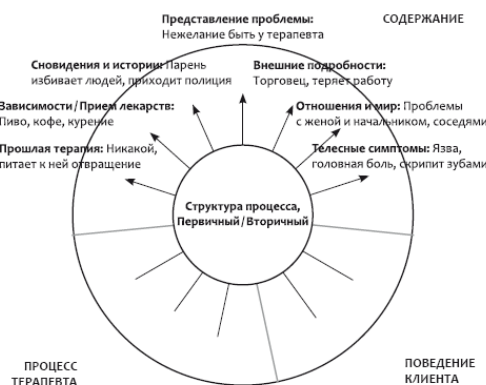 Представление проблемы:
Нежелание быть у терапевта
СОДЕРЖАНИЕ
Сновидения и истории: Парень
избивает людей, приходит полиция
Внешние подробности:
Торговец, теряет работу
Зависимости / Прием лекарств:
Пиво, кофе, курение
Отношения и мир: Проблемы
с женой и начальником, соседями
Прошлая терапия: Никакой,
питает к ней отвращение
Телесные симптомы: Язва,
головная боль, скрипит зубами
Структура процесса,
Первичный / Вторичный
ПРОЦЕСС
ТЕРАПЕВТА
ПОВЕДЕНИЕ
КЛИЕНТА